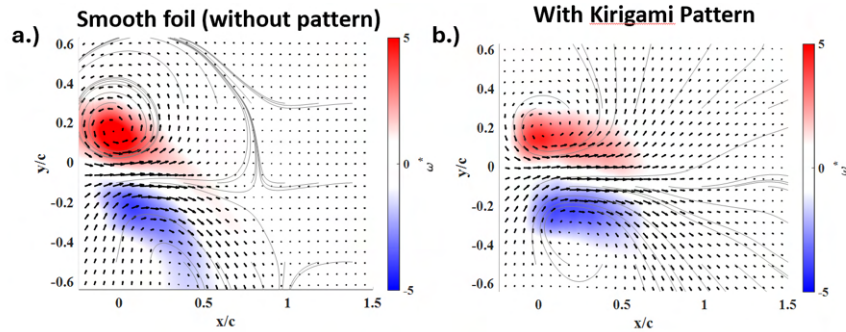 Smooth foil (without pattern)
With Kirigami Pattern
a.)
b.)
0.6
0.4
0.2
0
-0.2
-0.4
-0.6
y/c
0
0.5
1
1.5
x/c
5
0
-5
ω*
0.6
0.4
0.2
0
-0.2
-0.4
-0.6
y/c
0
0.5
1
1.5
x/c
5
0
-5
ω*